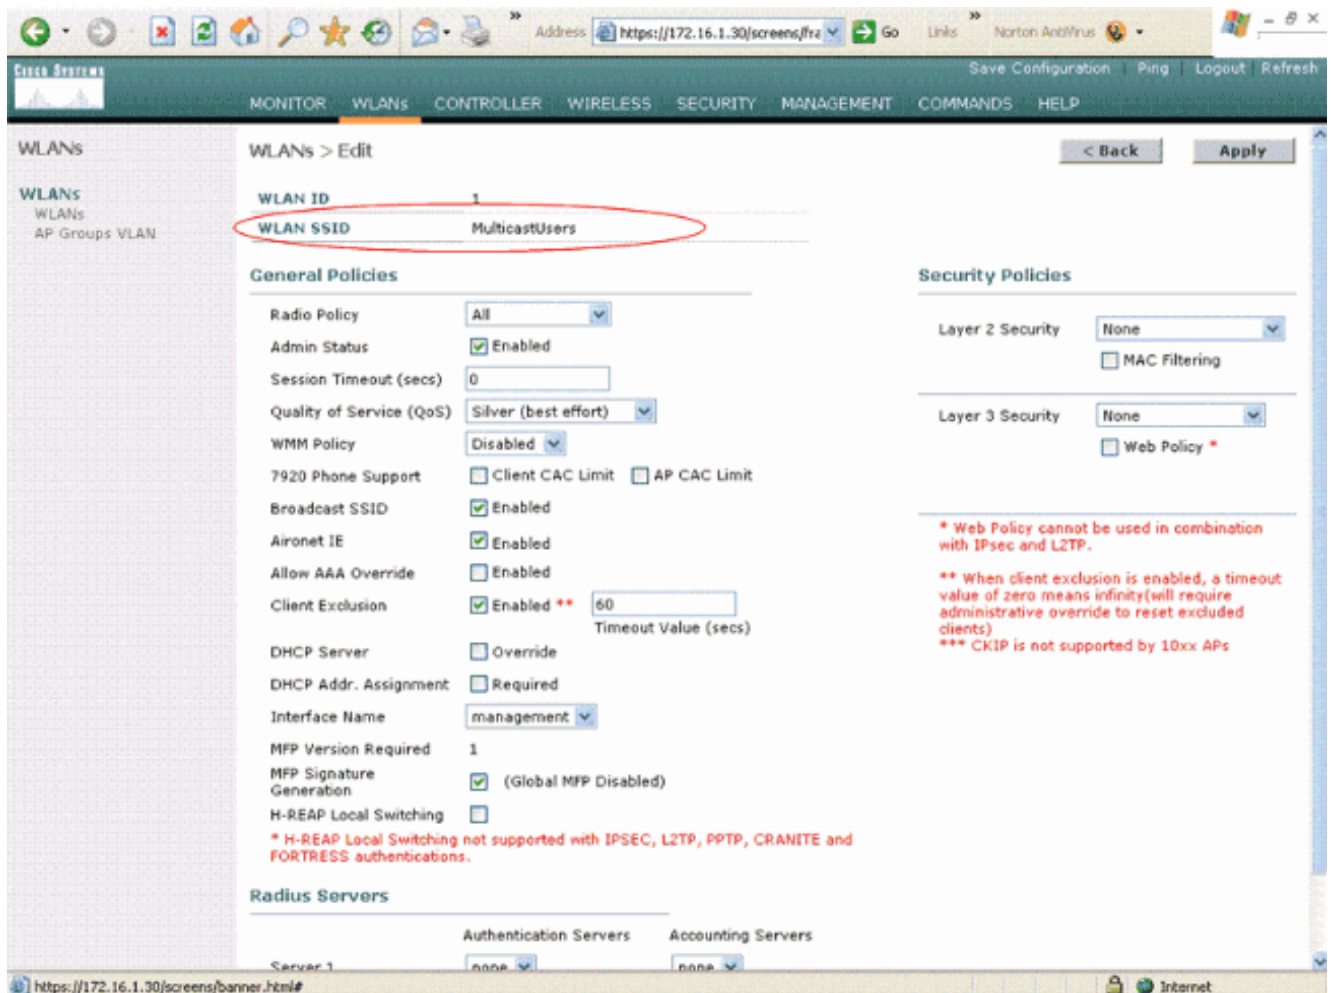 Address https://172.16.1.30/screens/fra Go Links Norton AntiVirus
CISCO SYSTEMS
Save Configuration Ping Logout Refresh
MONITOR WLANs CONTROLLER WIRELESS SECURITY MANAGEMENT COMMANDS HELP
WLANs
WLANs > Edit
< Back Apply
WLANs
WLANs
AP Groups VLAN
WLAN ID 1
WLAN SSID MulticastUsers
General Policies
Radio Policy All
Admin Status Enabled
Session Timeout (secs) 0
Quality of Service (QoS) Silver (best effort)
WMM Policy Disabled
7920 Phone Support Client CAC Limit AP CAC Limit
Broadcast SSID Enabled
Aironet IE Enabled
Allow AAA Override Enabled
Client Exclusion Enabled ** 60
Timeout Value (secs)
DHCP Server Override
DHCP Addr. Assignment Required
Interface Name management
MFP Version Required 1
MFP Signature
Generation (Global MFP Disabled)
H-REAP Local Switching
* H-REAP Local Switching not supported with IPSEC, L2TP, PPTP, CRANITE and
FORTRESS authentications.
Security Policies
Layer 2 Security None
MAC Filtering
Layer 3 Security None
Web Policy *
* Web Policy cannot be used in combination
with IPsec and L2TP.
** When client exclusion is enabled, a timeout
value of zero means infinity(will require
administrative override to reset excluded
clients)
*** CKIP is not supported by 10xx APs
Radius Servers
Authentication Servers Accounting Servers
Server 1 none none
https://172.16.1.30/screens/banner.html# Internet